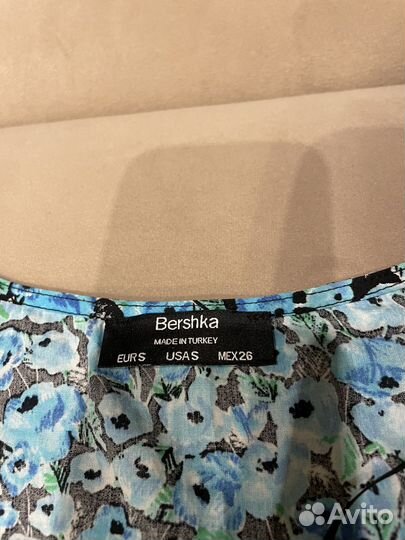 Bershka
MADE IN TURKEY
EUR S USA S MEX 26
Avito